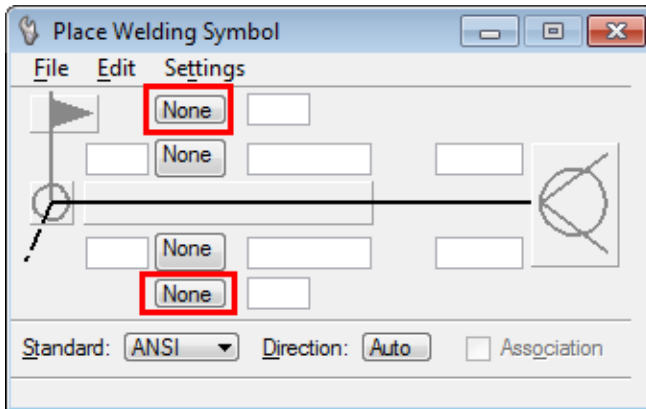 Place Welding Symbol
File Edit Settings
None
None
None
None
Standard: ANSI Direction: Auto Association